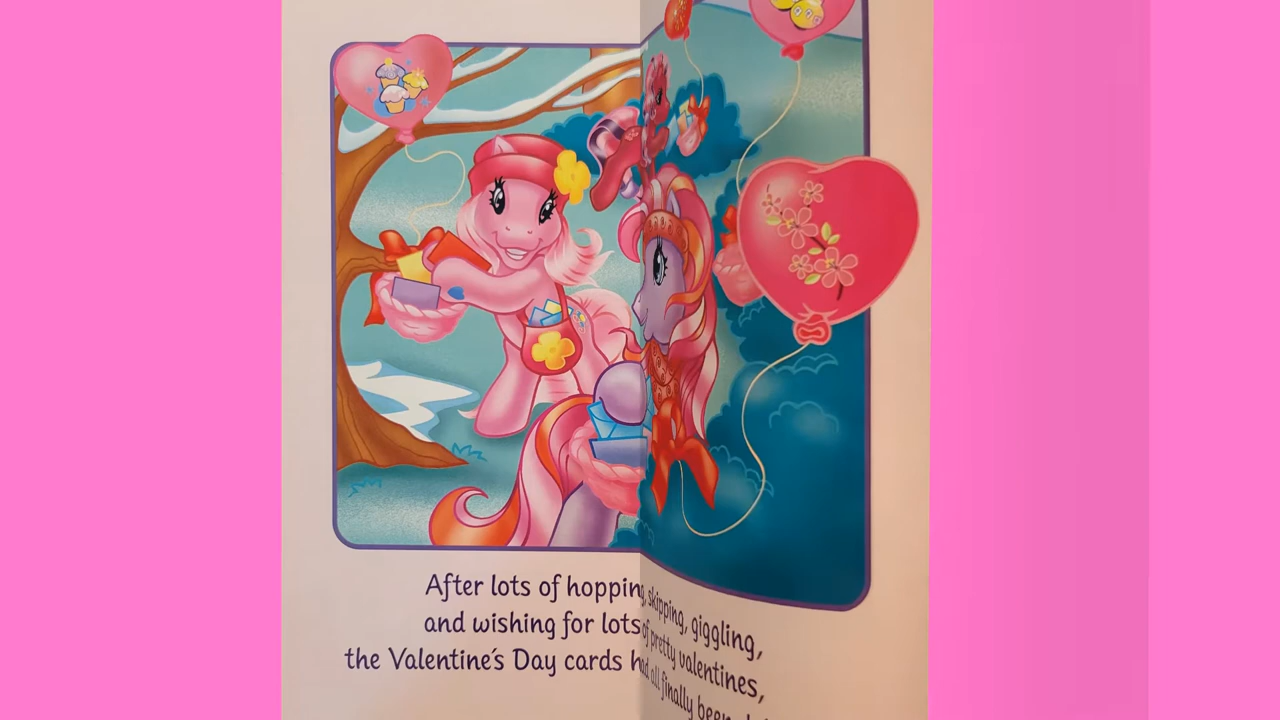 After lots of hopping, skipping, giggling,
and wishing for lots of pretty valentines,
the Valentine's Day cards had all finally been